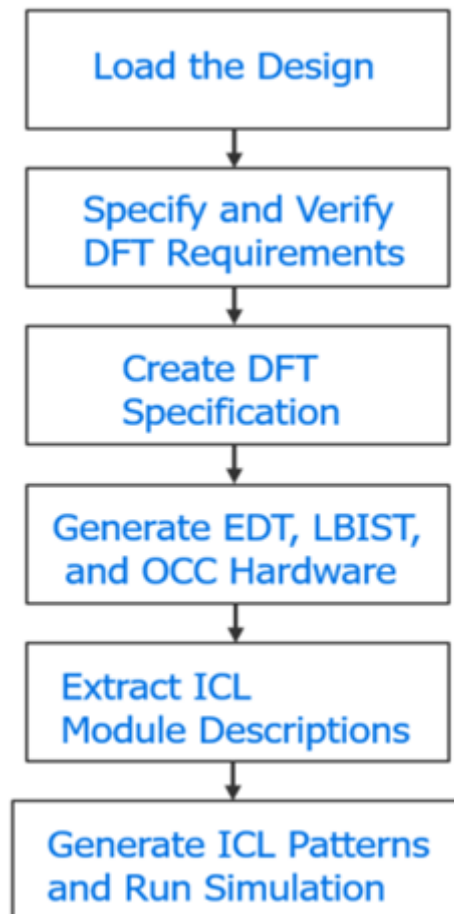 Load the Design
Specify and Verify
DFT Requirements
Create DFT
Specification
Generate EDT, LBIST,
and OCC Hardware
Extract ICL
Module Descriptions
Generate ICL Patterns
and Run Simulation